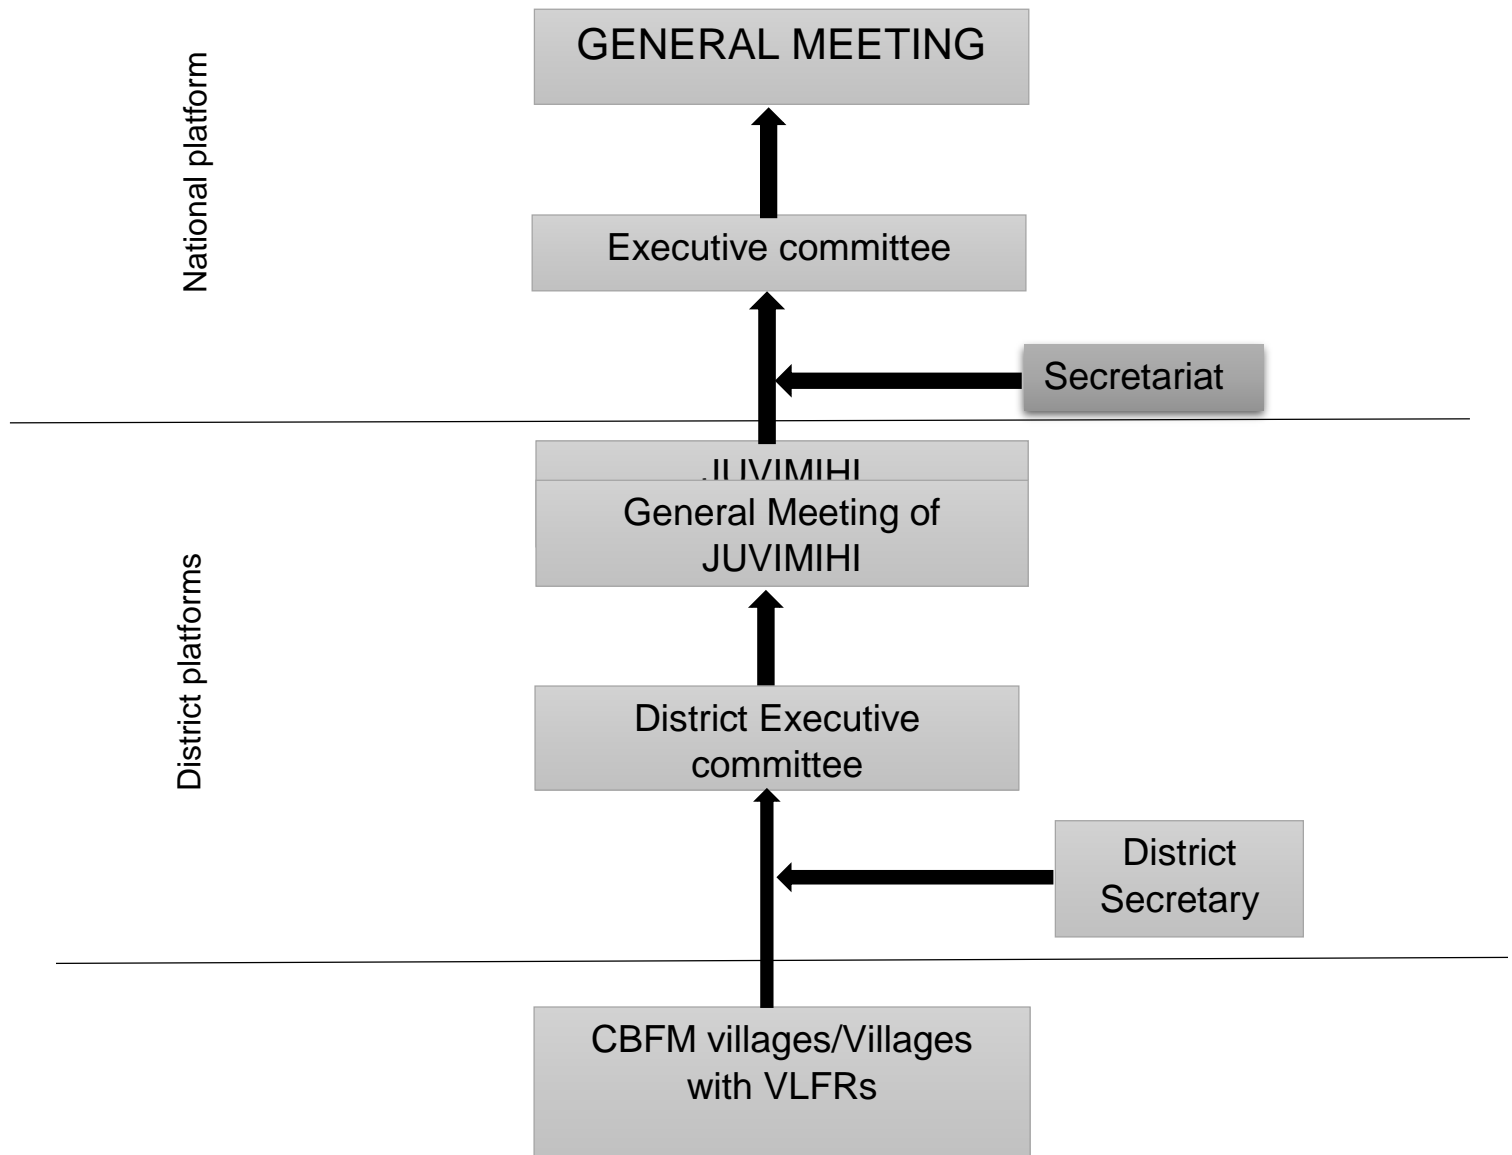 National platform
GENERAL MEETING
Executive committee
Secretariat
District platforms
JUVIMIHI
General Meeting of
JUVIMIHI
District Executive
committee
District
Secretary
CBFM villages/Villages
with VLFRs